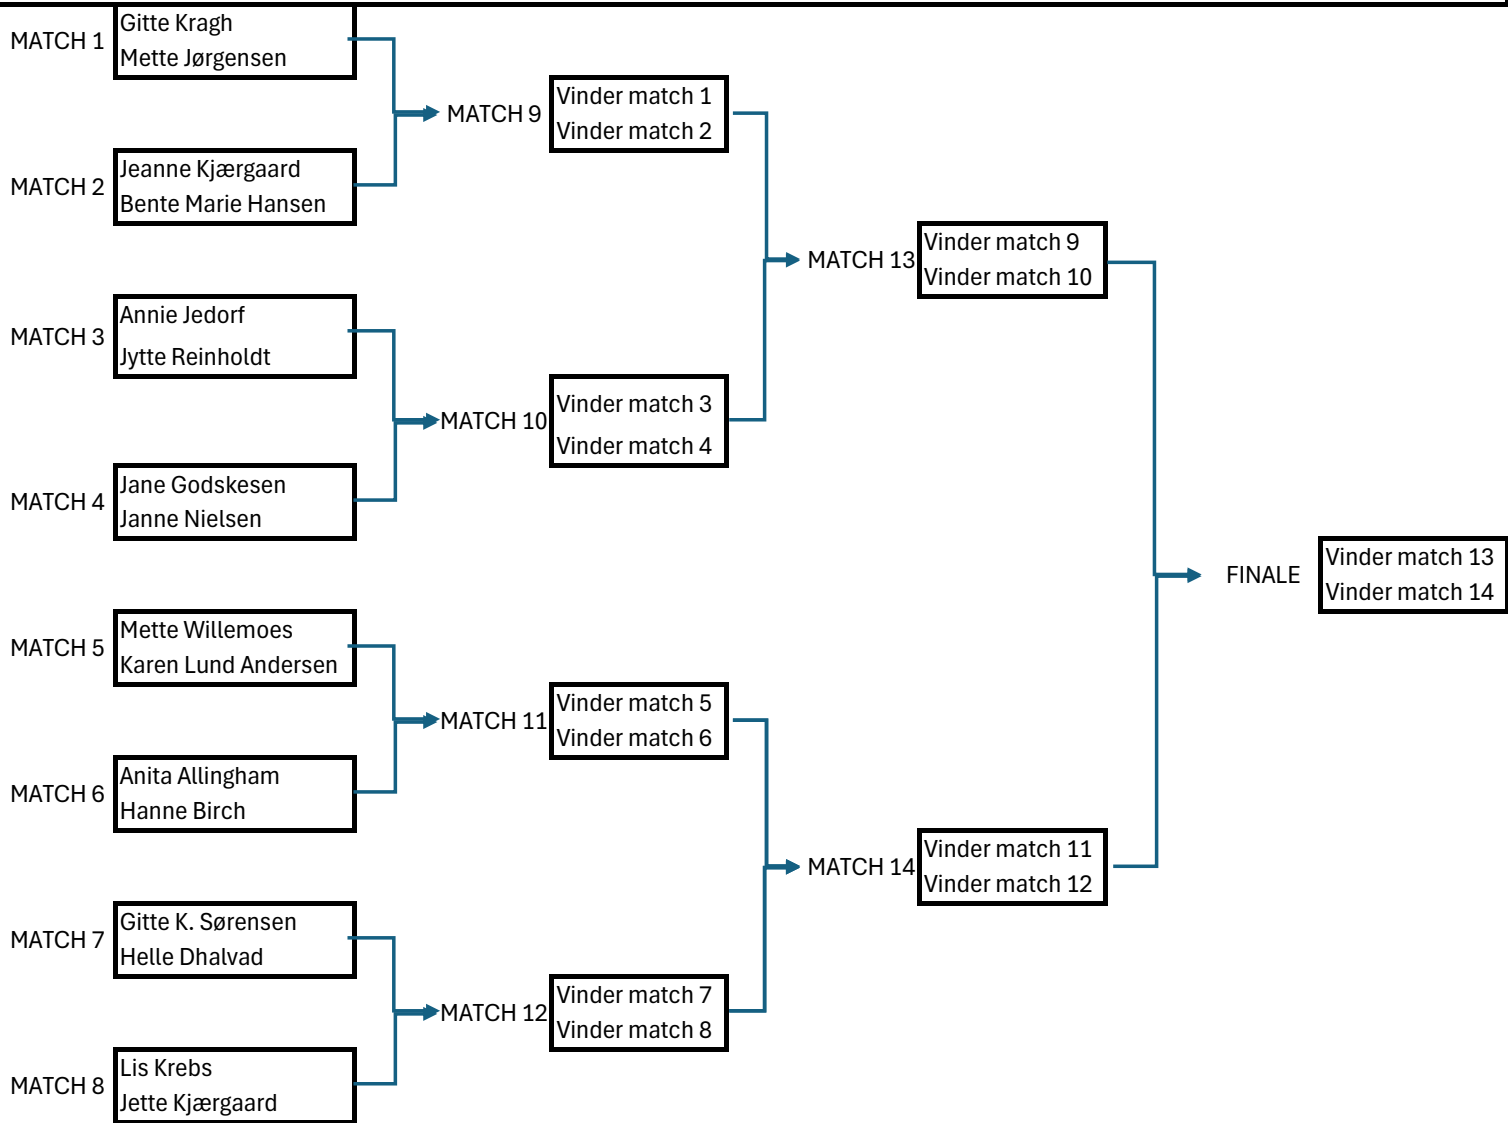 MATCH 1
Gitte Kragh
Mette Jørgensen
MATCH 2
Jeanne Kjærgaard
Bente Marie Hansen
MATCH 3
Annie Jedorf
Jytte Reinholdt
MATCH 4
Jane Godskesen
Janne Nielsen
MATCH 5
Mette Willemoes
Karen Lund Andersen
MATCH 6
Anita Allingham
Hanne Birch
MATCH 7
Gitte K. Sørensen
Helle Dhalvad
MATCH 8
Lis Krebs
Jette Kjærgaard
MATCH 9
Vinder match 1
Vinder match 2
MATCH 10
Vinder match 3
Vinder match 4
MATCH 11
Vinder match 5
Vinder match 6
MATCH 12
Vinder match 7
Vinder match 8
MATCH 13
Vinder match 9
Vinder match 10
MATCH 14
Vinder match 11
Vinder match 12
FINALE
Vinder match 13
Vinder match 14